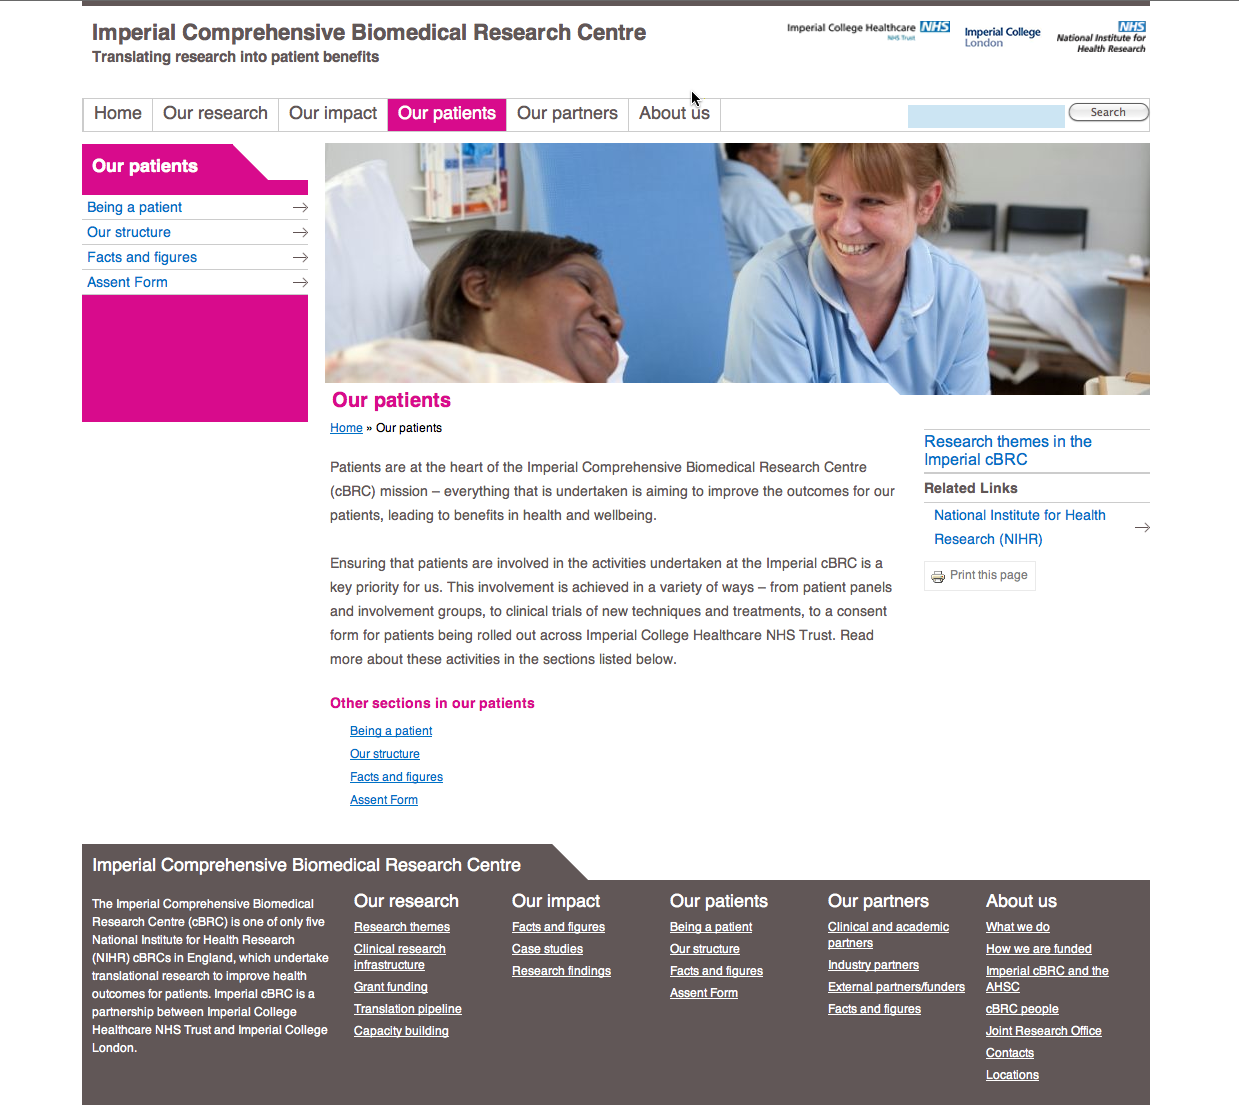 Imperial Comprehensive Biomedical Research Centre
Translating research into patient benefits
Imperial College Healthcare NHS
NHS Trust
Imperial College
London
NHS
National Institute for
Health Research
Home
Our research
Our impact
Our patients
Our partners
About us
Search
Our patients
Being a patient
Our structure
Facts and figures
Assent Form
Our patients
Home » Our patients
Patients are at the heart of the Imperial Comprehensive Biomedical Research Centre
(cBRC) mission – everything that is undertaken is aiming to improve the outcomes for our
patients, leading to benefits in health and wellbeing.
Ensuring that patients are involved in the activities undertaken at the Imperial cBRC is a
key priority for us. This involvement is achieved in a variety of ways – from patient panels
and involvement groups, to clinical trials of new techniques and treatments, to a consent
form for patients being rolled out across Imperial College Healthcare NHS Trust. Read
more about these activities in the sections listed below.
Other sections in our patients
Being a patient
Our structure
Facts and figures
Assent Form
Research themes in the
Imperial cBRC
Related Links
National Institute for Health
Research (NIHR)
Print this page
Imperial Comprehensive Biomedical Research Centre
The Imperial Comprehensive Biomedical
Research Centre (cBRC) is one of only five
National Institute for Health Research
(NIHR) cBRCs in England, which undertake
translational research to improve health
outcomes for patients. Imperial cBRC is a
partnership between Imperial College
Healthcare NHS Trust and Imperial College
London.
Our research
Research themes
Clinical research
infrastructure
Grant funding
Translation pipeline
Capacity building
Our impact
Facts and figures
Case studies
Research findings
Our patients
Being a patient
Our structure
Facts and figures
Assent Form
Our partners
Clinical and academic
partners
Industry partners
External partners/funders
Facts and figures
About us
What we do
How we are funded
Imperial cBRC and the
AHSC
cBRC people
Joint Research Office
Contacts
Locations